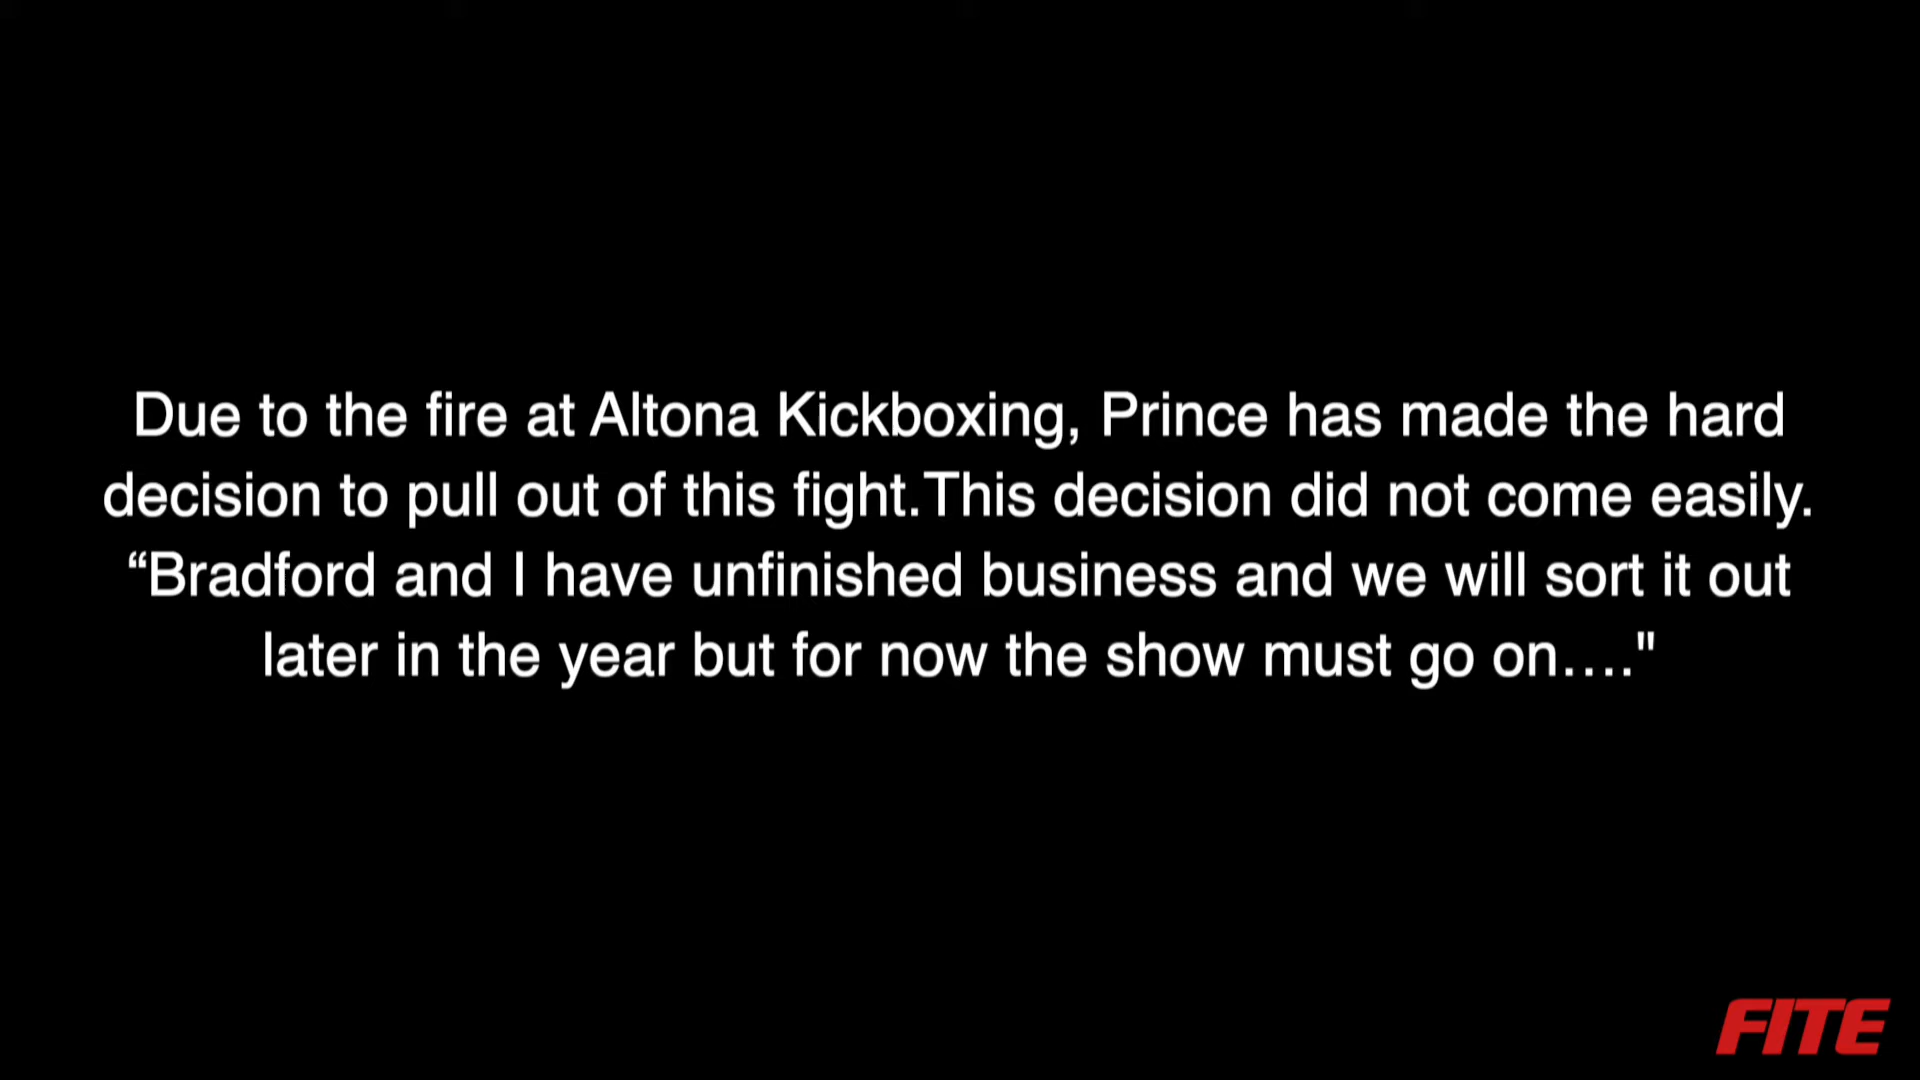 Due to the fire at Altona Kickboxing, Prince has made the hard
decision to pull out of this fight.This decision did not come easily.
“Bradford and I have unfinished business and we will sort it out
later in the year but for now the show must go on…."
FITE